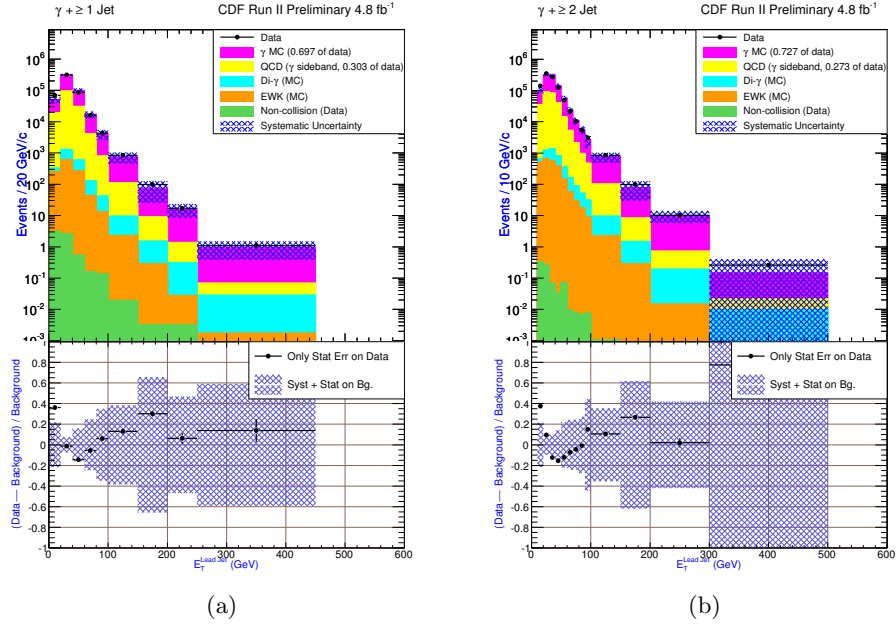 γ + ≥ 1 Jet CDF Run II Preliminary 4.8 fb⁻¹
Events / 20 GeV/c
10⁶
10⁵
10⁴
10³
10²
10
1
10⁻¹
10⁻²
10⁻³
Data
γ MC (0.697 of data)
QCD (γ sideband, 0.303 of data)
Di-γ (MC)
EWK (MC)
Non-collision (Data)
Systematic Uncertainty
(Data — Background) / Background
1
0.8
0.6
0.4
0.2
0
-0.2
-0.4
-0.6
-0.8
-1
Only Stat Err on Data
Syst + Stat on Bg.
0 100 200 300 400 500 600
E_T^Lead Jet (GeV)
(a)
γ + ≥ 2 Jet CDF Run II Preliminary 4.8 fb⁻¹
Events / 10 GeV/c
10⁶
10⁵
10⁴
10³
10²
10
1
10⁻¹
10⁻²
10⁻³
Data
γ MC (0.727 of data)
QCD (γ sideband, 0.273 of data)
Di-γ (MC)
EWK (MC)
Non-collision (Data)
Systematic Uncertainty
(Data — Background) / Background
1
0.8
0.6
0.4
0.2
0
-0.2
-0.4
-0.6
-0.8
-1
Only Stat Err on Data
Syst + Stat on Bg.
0 100 200 300 400 500 600
E_T^Lead Jet (GeV)
(b)